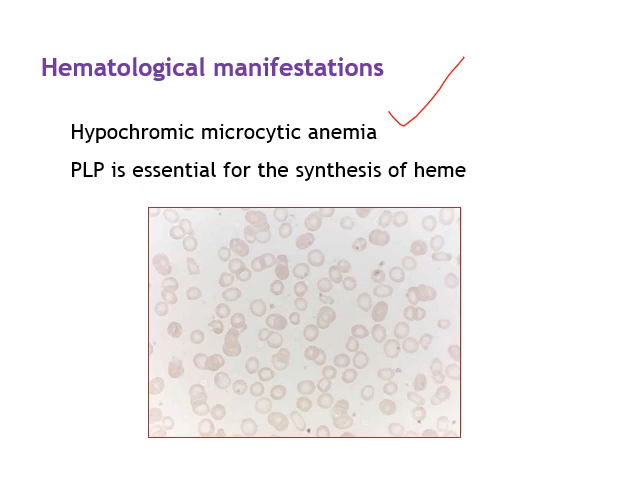 Hematological manifestations
Hypochromic microcytic anemia
PLP is essential for the synthesis of heme